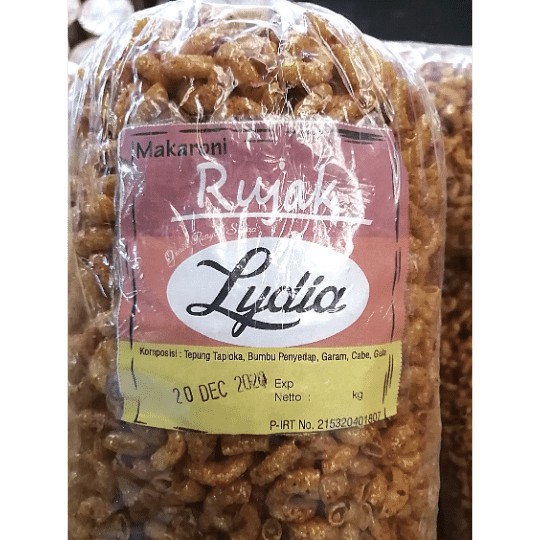 Makaroni
Rujak
Lydia
Komposisi : Tepung Tapioka, Bumbu Penyedap, Garam, Cabe, Gula
20 DEC 2020 Exp
Netto : kg
P-IRT No. 215320401807